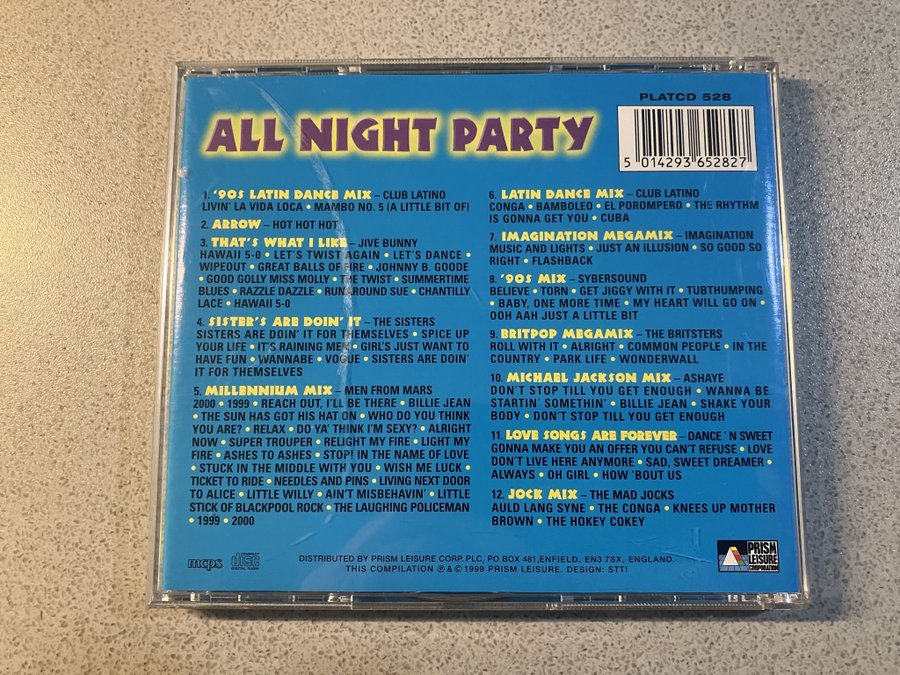 PLATCD 528
ALL NIGHT PARTY
5 014293 652827
1. '90S LATIN DANCE MIX – CLUB LATINO
LIVIN' LA VIDA LOCA • MAMBO NO. 5 (A LITTLE BIT OF)
2. ARROW – HOT HOT HOT
3. THAT'S WHAT I LIKE – JIVE BUNNY
HAWAII 5-0 • LET'S TWIST AGAIN • LET'S DANCE •
WIPEOUT • GREAT BALLS OF FIRE • JOHNNY B. GOODE
• GOOD GOLLY MISS MOLLY • THE TWIST • SUMMERTIME
BLUES • RAZZLE DAZZLE • RUNAROUND SUE • CHANTILLY
LACE • HAWAII 5-0
4. SISTER'S ARE DOIN' IT – THE SISTERS
SISTERS ARE DOIN' IT FOR THEMSELVES • SPICE UP
YOUR LIFE • IT'S RAINING MEN • GIRL'S JUST WANT TO
HAVE FUN • WANNABE • VOGUE • SISTERS ARE DOIN'
IT FOR THEMSELVES
5. MILLENNIUM MIX – MEN FROM MARS
2000 • 1999 • REACH OUT, I'LL BE THERE • BILLIE JEAN
• THE SUN HAS GOT HIS HAT ON • WHO DO YOU THINK
YOU ARE? • RELAX • DO YA' THINK I'M SEXY? • ALRIGHT
NOW • SUPER TROUPER • RELIGHT MY FIRE • LIGHT MY
FIRE • ASHES TO ASHES • STOP! IN THE NAME OF LOVE
• STUCK IN THE MIDDLE WITH YOU • WISH ME LUCK •
TICKET TO RIDE • NEEDLES AND PINS • LIVING NEXT DOOR
TO ALICE • LITTLE WILLY • AIN'T MISBEHAVIN' • LITTLE
STICK OF BLACKPOOL ROCK • THE LAUGHING POLICEMAN
• 1999 • 2000
6. LATIN DANCE MIX – CLUB LATINO
CONGA • BAMBOLEO • EL POROMPERO • THE RHYTHM
IS GONNA GET YOU • CUBA
7. IMAGINATION MEGAMIX – IMAGINATION
MUSIC AND LIGHTS • JUST AN ILLUSION • SO GOOD SO
RIGHT • FLASHBACK
8. '90S MIX – SYBERSOUND
BELIEVE • TORN • GET JIGGY WITH IT • TUBTHUMPING
• BABY, ONE MORE TIME • MY HEART WILL GO ON •
OOH AAH JUST A LITTLE BIT
9. BRITPOP MEGAMIX – THE BRITSTERS
ROLL WITH IT • ALRIGHT • COMMON PEOPLE • IN THE
COUNTRY • PARK LIFE • WONDERWALL
10. MICHAEL JACKSON MIX – ASHAYE
DON'T STOP TILL YOU GET ENOUGH • WANNA BE
STARTIN' SOMETHIN' • BILLIE JEAN • SHAKE YOUR
BODY • DON'T STOP TILL YOU GET ENOUGH
11. LOVE SONGS ARE FOREVER – DANCE 'N SWEET
GONNA MAKE YOU AN OFFER YOU CAN'T REFUSE • LOVE
DON'T LIVE HERE ANYMORE • SAD, SWEET DREAMER •
ALWAYS • OH GIRL • HOW 'BOUT US
12. JOCK MIX – THE MAD JOCKS
AULD LANG SYNE • THE CONGA • KNEES UP MOTHER
BROWN • THE HOKEY COKEY
mcps
COMPACT
disc
DIGITAL AUDIO
DISTRIBUTED BY PRISM LEISURE CORP. PLC, PO BOX 461, ENFIELD, EN3 7SX, ENGLAND.
THIS COMPILATION ℗ & © 1999 PRISM LEISURE. DESIGN: STT!
PRISM
LEISURE
CORPORATION